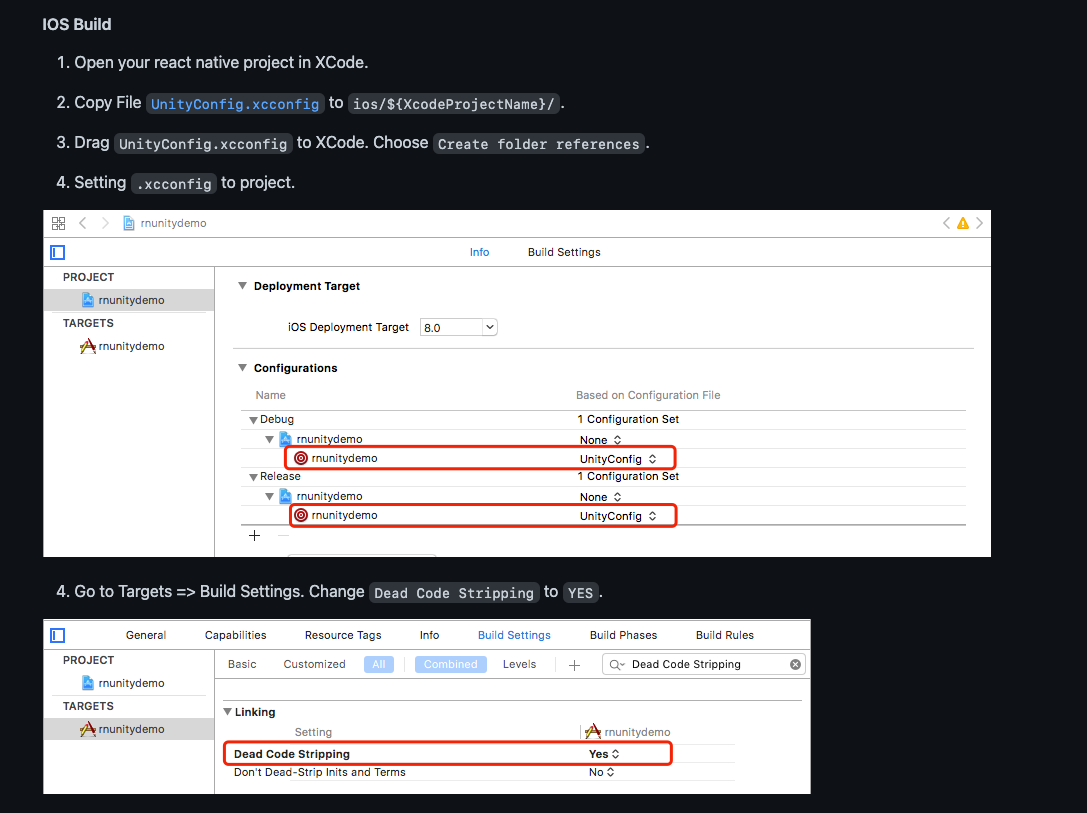 IOS Build
1. Open your react native project in XCode.
2. Copy File UnityConfig.xcconfig to ios/${XcodeProjectName}/.
3. Drag UnityConfig.xcconfig to XCode. Choose Create folder references.
4. Setting .xcconfig to project.
rnunitydemo
Info Build Settings
PROJECT
rnunitydemo
TARGETS
rnunitydemo
Deployment Target
iOS Deployment Target 8.0
Configurations
Name Based on Configuration File
Debug 1 Configuration Set
rnunitydemo None
rnunitydemo UnityConfig
Release 1 Configuration Set
rnunitydemo None
rnunitydemo UnityConfig
4. Go to Targets => Build Settings. Change Dead Code Stripping to YES.
General Capabilities Resource Tags Info Build Settings Build Phases Build Rules
PROJECT
rnunitydemo
TARGETS
rnunitydemo
Basic Customized All Combined Levels + Dead Code Stripping
Linking
Setting rnunitydemo
Dead Code Stripping Yes
Don't Dead-Strip Inits and Terms No